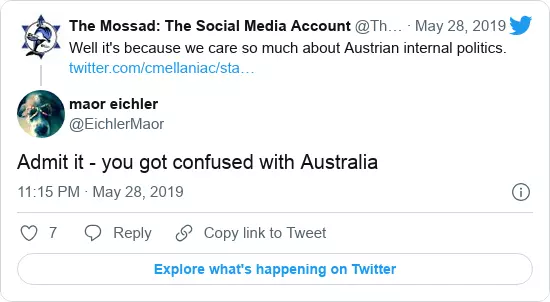 The Mossad: The Social Media Account @Th… · May 28, 2019
Well it's because we care so much about Austrian internal politics.
twitter.com/cmellaniac/sta…
maor eichler
@EichlerMaor
Admit it - you got confused with Australia
11:15 PM · May 28, 2019
7 Reply Copy link to Tweet
Explore what's happening on Twitter